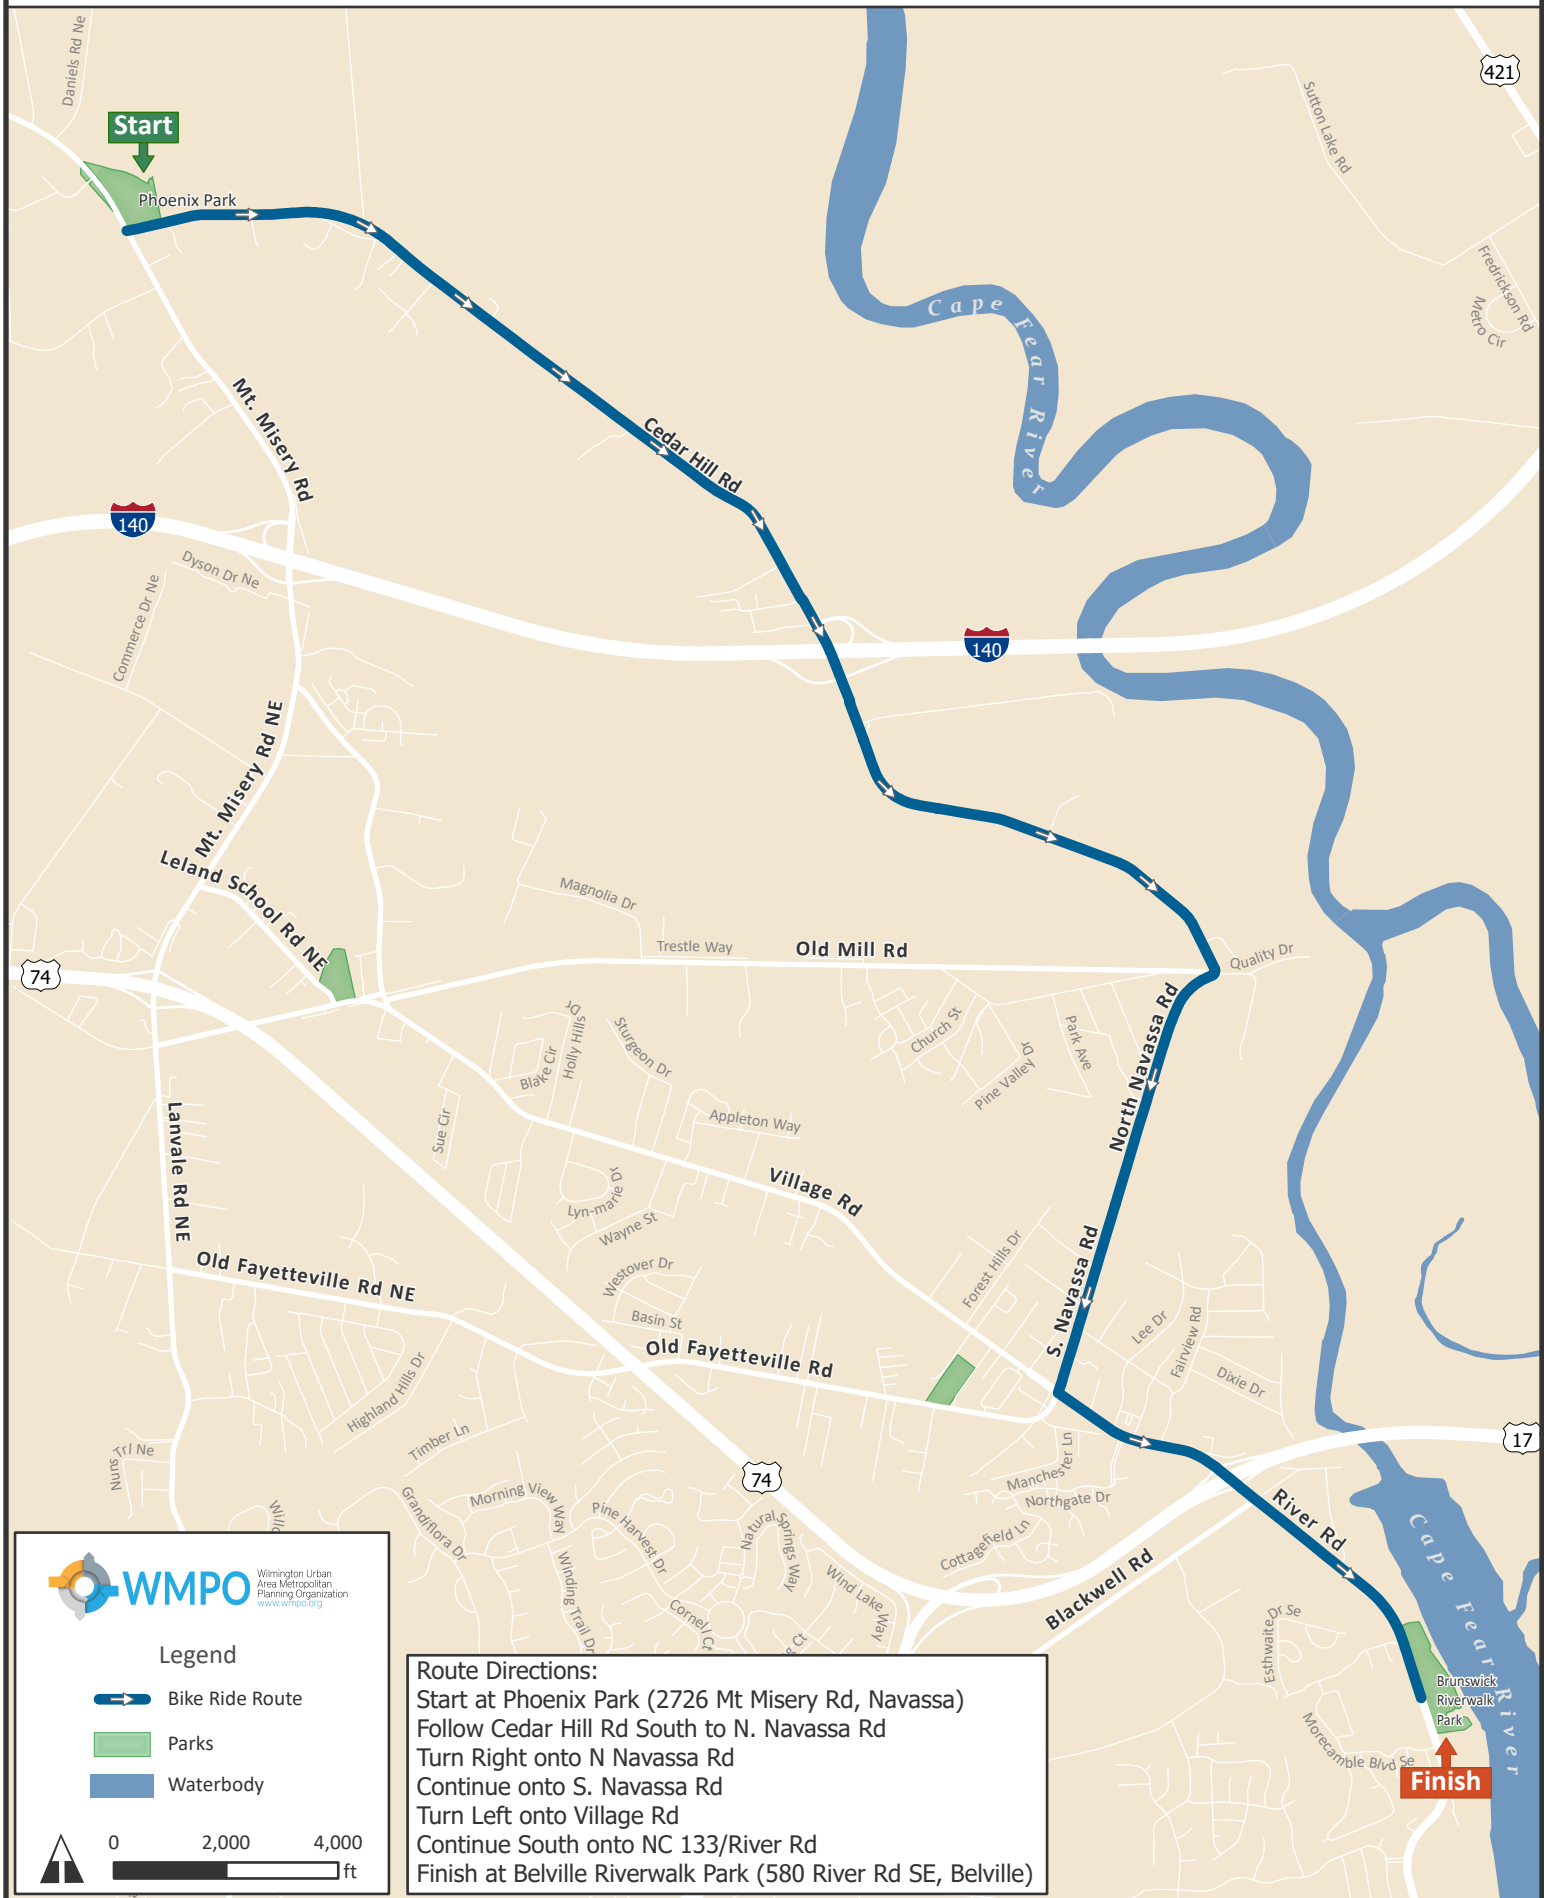 Daniels Rd Ne
421
Sutton Lake Rd
Start
Phoenix Park
Fredrickson Rd
Metro Cir
Cape Fear River
Mt. Misery Rd
Cedar Hill Rd
140
Dyson Dr Ne
Commerce Dr Ne
140
Mt. Misery Rd NE
Leland School Rd NE
Magnolia Dr
Trestle Way
Old Mill Rd
Quality Dr
74
North Navassa Rd
Church St
Park Ave
Pine Valley Dr
Holly Hills Dr
Sturgeon Dr
Blake Cir
Sue Cir
Appleton Way
Lanvale Rd NE
Village Rd
Lyn-marie Dr
Wayne St
Westover Dr
Forest Hills Dr
S. Navassa Rd
Old Fayetteville Rd NE
Basin St
Old Fayetteville Rd
Lee Dr
Fairview Rd
Dixie Dr
Highland Hills Dr
Timber Ln
Nuns Trl Ne
17
74
Manchester Ln
Northgate Dr
Cottagefield Ln
Morning View Way
Grandiflora Dr
Pine Harvest Dr
Natural Springs Way
Willo
Winding Trail Dr
Wind Lake Way
Cornel Ct
g Ct
Blackwell Rd
River Rd
Cape Fear River
Esthwaite Dr Se
Brunswick
Riverwalk
Park
Morecamble Blvd Se
Finish
WMPO
Wilmington Urban
Area Metropolitan
Planning Organization
www.wmpo.org
Legend
Bike Ride Route
Parks
Waterbody
0 2,000 4,000
ft
Route Directions:
Start at Phoenix Park (2726 Mt Misery Rd, Navassa)
Follow Cedar Hill Rd South to N. Navassa Rd
Turn Right onto N Navassa Rd
Continue onto S. Navassa Rd
Turn Left onto Village Rd
Continue South onto NC 133/River Rd
Finish at Belville Riverwalk Park (580 River Rd SE, Belville)